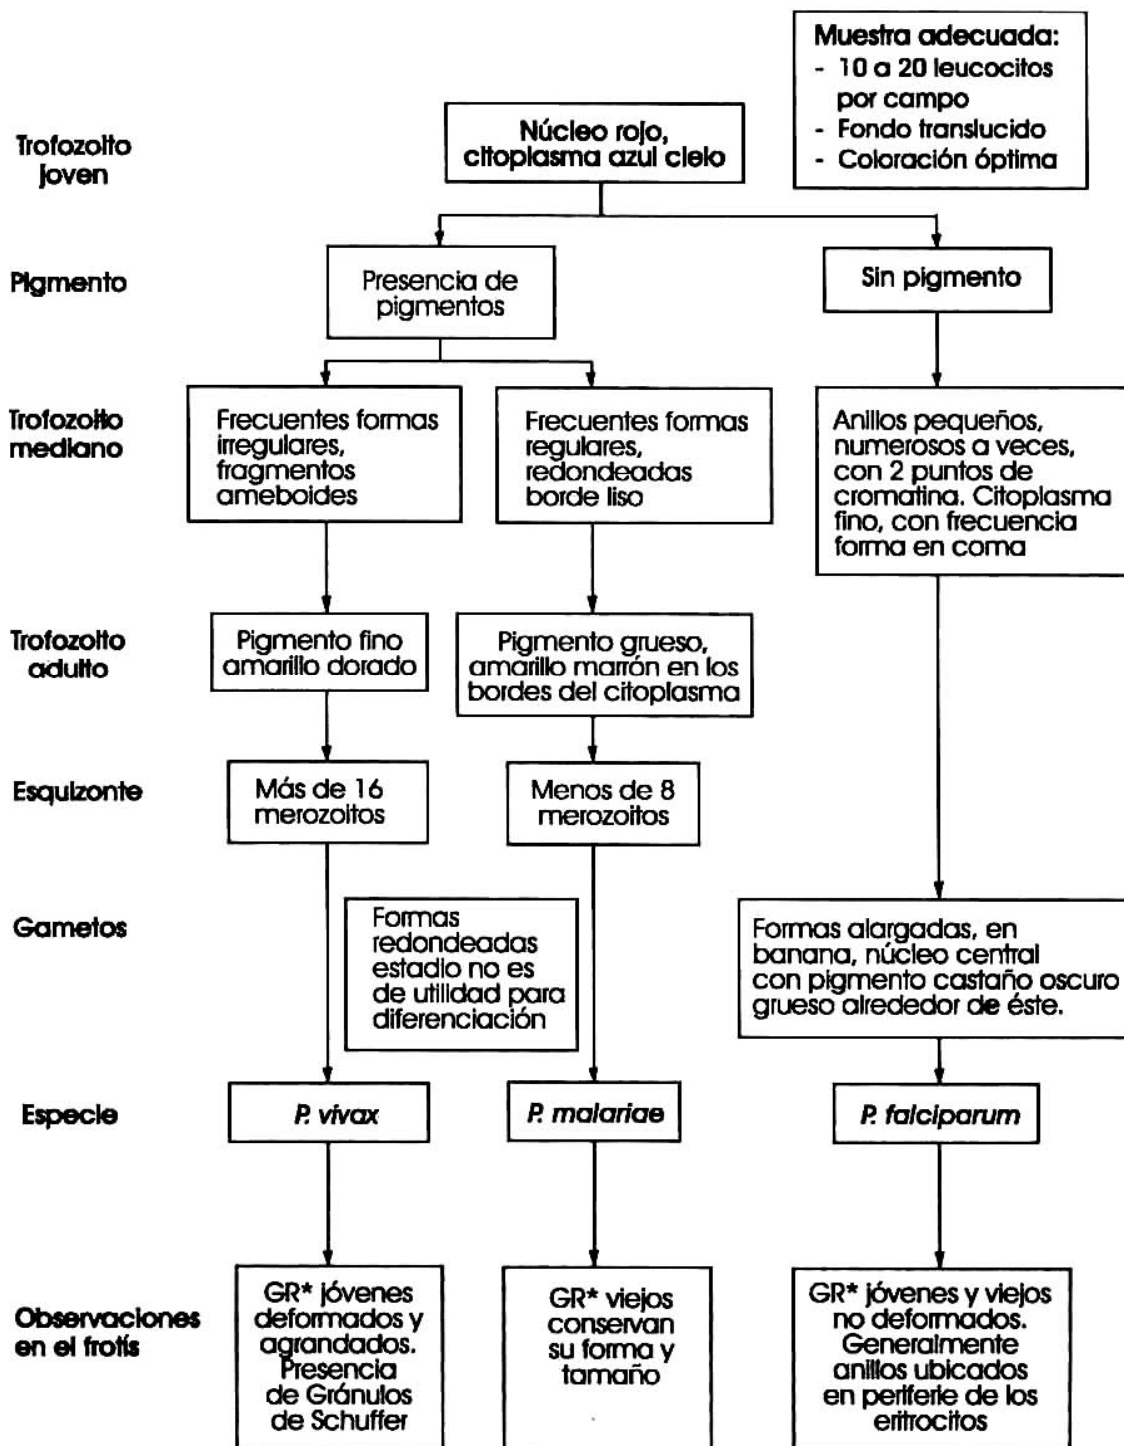 Muestra adecuada:
- 10 a 20 leucocitos
por campo
- Fondo translucido
- Coloración óptima
Trofozoíto
joven
Núcleo rojo,
citoplasma azul cielo
Pigmento
Presencia de
pigmentos
Sin pigmento
Trofozoíto
mediano
Frecuentes formas
irregulares,
fragmentos
ameboides
Frecuentes formas
regulares,
redondeadas
borde liso
Anillos pequeños,
numerosos a veces,
con 2 puntos de
cromatina. Citoplasma
fino, con frecuencia
forma en coma
Trofozoíto
adulto
Pigmento fino
amarillo dorado
Pigmento grueso,
amarillo marrón en los
bordes del citoplasma
Esquizonte
Más de 16
merozoitos
Menos de 8
merozoitos
Gametos
Formas
redondeadas
estadio no es
de utilidad para
diferenciación
Formas alargadas, en
banana, núcleo central
con pigmento castaño oscuro
grueso alrededor de éste.
Especie
P. vívax
P. malariae
P. falciparum
Observaciones
en el frotís
GR* jóvenes
deformados y
agrandados.
Presencia
de Gránulos
de Schuffer
GR* viejos
conservan
su forma y
tamaño
GR* jóvenes y viejos
no deformados.
Generalmente
anillos ubicados
en periferie de los
eritrocitos